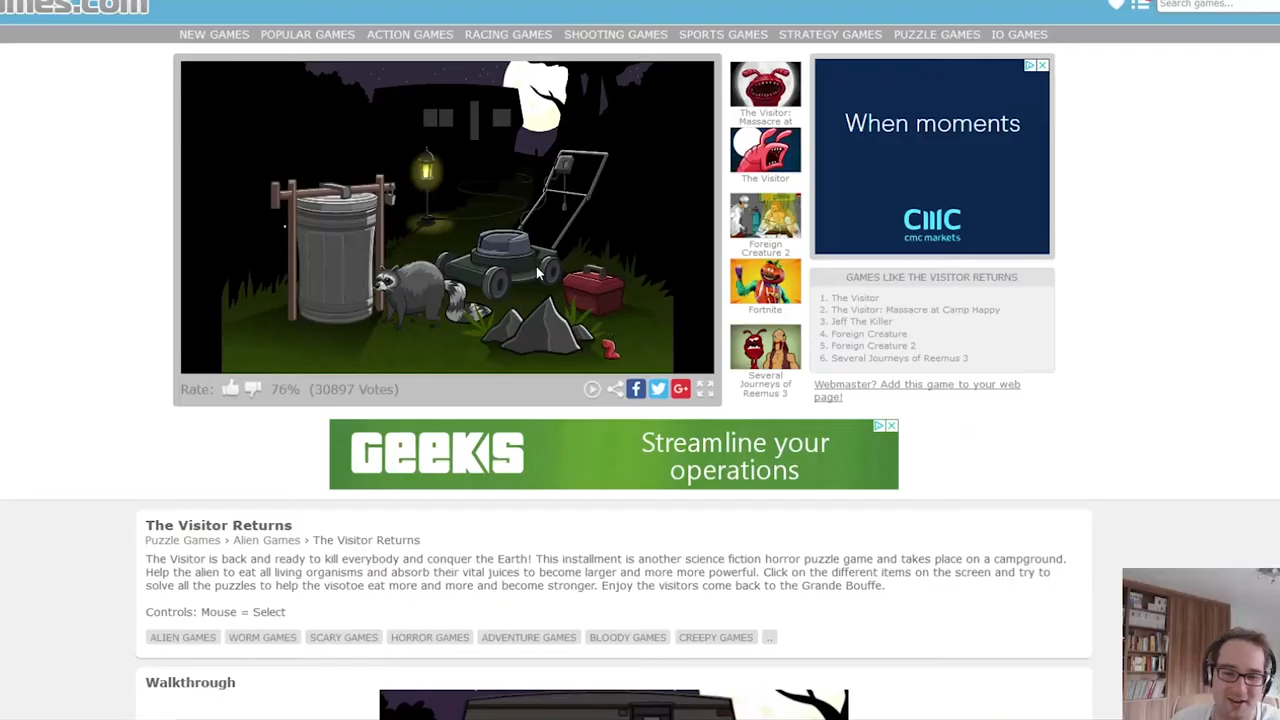 Search games...
NEW GAMES POPULAR GAMES ACTION GAMES RACING GAMES SHOOTING GAMES SPORTS GAMES STRATEGY GAMES PUZZLE GAMES IO GAMES
The Visitor:
Massacre at
The Visitor
Foreign
Creature 2
Fortnite
Several
Journeys of
Reemus 3
When moments
CMC
cmc markets
GAMES LIKE THE VISITOR RETURNS
1. The Visitor
2. The Visitor: Massacre at Camp Happy
3. Jeff The Killer
4. Foreign Creature
5. Foreign Creature 2
6. Several Journeys of Reemus 3
Webmaster? Add this game to your web
page!
Rate: 76% (30897 Votes)
GEEKS
Streamline your
operations
The Visitor Returns
Puzzle Games › Alien Games › The Visitor Returns
The Visitor is back and ready to kill everybody and conquer the Earth! This installment is another science fiction horror puzzle game and takes place on a campground.
Help the alien to eat all living organisms and absorb their vital juices to become larger and more more powerful. Click on the different items on the screen and try to
solve all the puzzles to help the visotoe eat more and more and become stronger. Enjoy the visitors come back to the Grande Bouffe.
Controls: Mouse = Select
ALIEN GAMES WORM GAMES SCARY GAMES HORROR GAMES ADVENTURE GAMES BLOODY GAMES CREEPY GAMES ..
Walkthrough